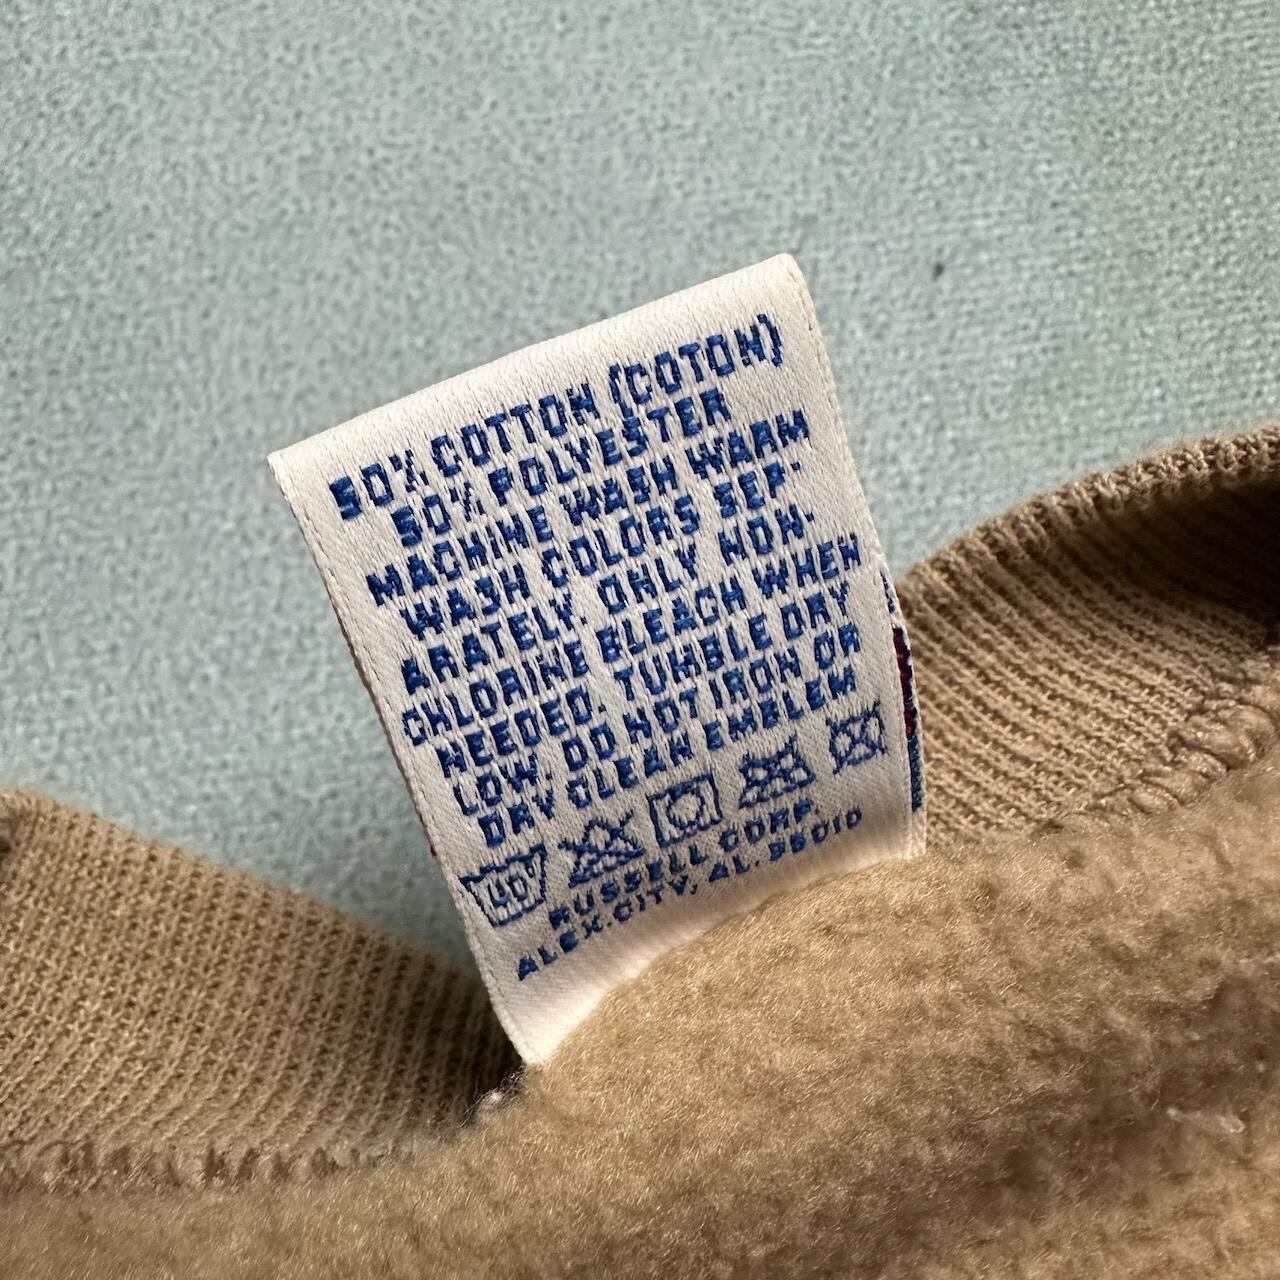 50% COTTON (COTON)
50% POLYESTER
MACHINE WASH WARM
WASH COLORS SEP-
ARATELY. ONLY NON-
CHLORINE BLEACH WHEN
NEEDED. TUMBLE DRY
LOW. DO NOT IRON OR
DRY CLEAN EMBLEM
40°
RUSSELL CORP.
ALEX.CITY, AL. 35010